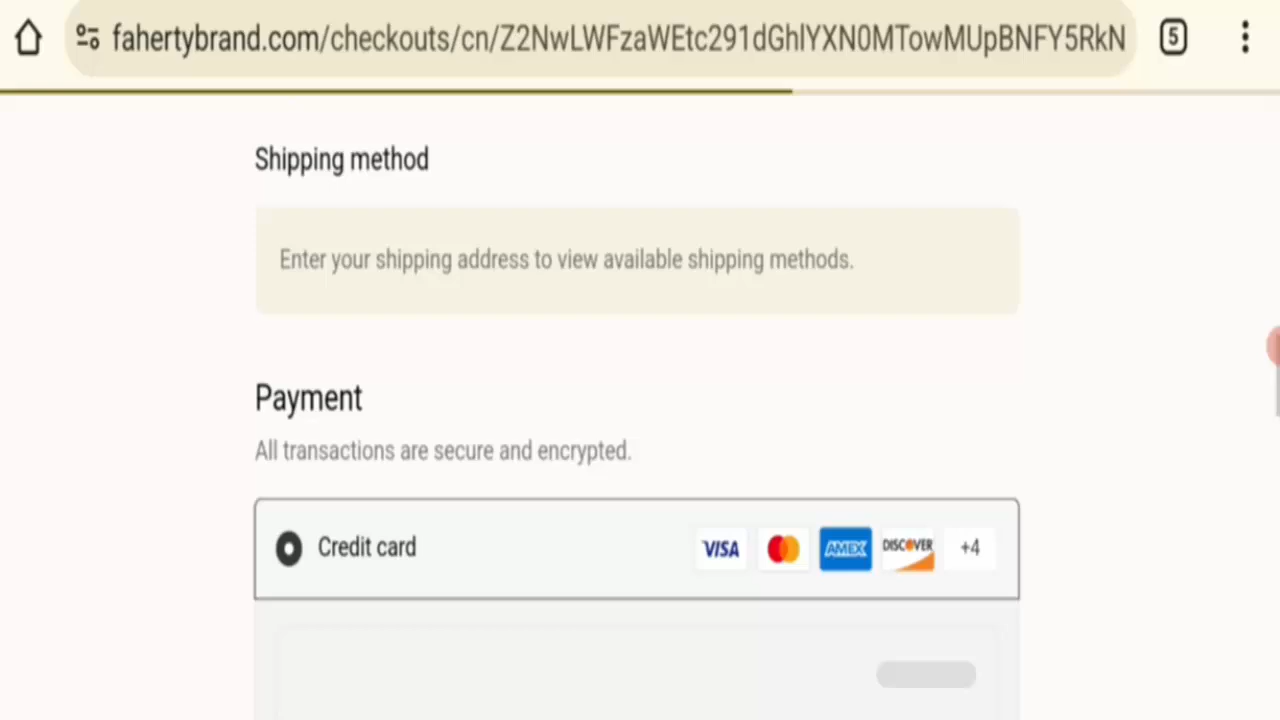 fahertybrand.com/checkouts/cn/Z2NwLWFzaWEtc291dGhlYXN0MTowMUpBNFY5RkN
5
Shipping method
Enter your shipping address to view available shipping methods.
Payment
All transactions are secure and encrypted.
Credit card
VISA
AMEX
DISCOVER
+4